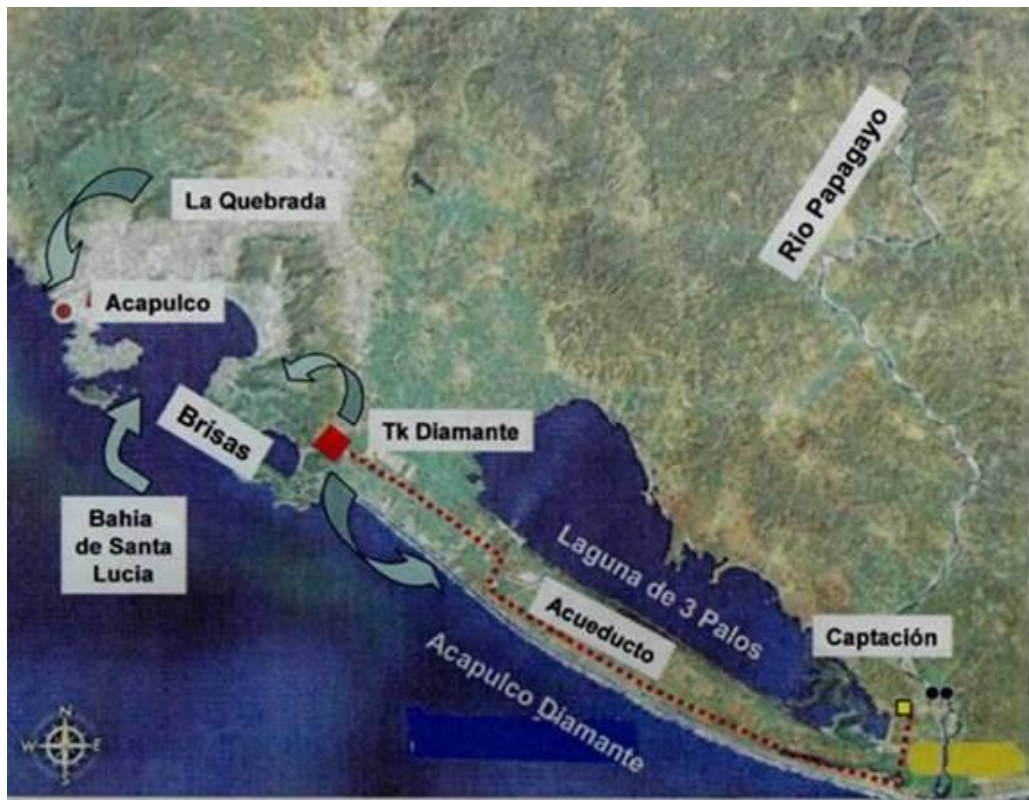 Rio Papagayo
La Quebrada
Acapulco
Brisas
Tk Diamante
Bahia
de Santa
Lucia
Laguna de 3 Palos
Acueducto
Captación
Acapulco Diamante
N
W
E
S